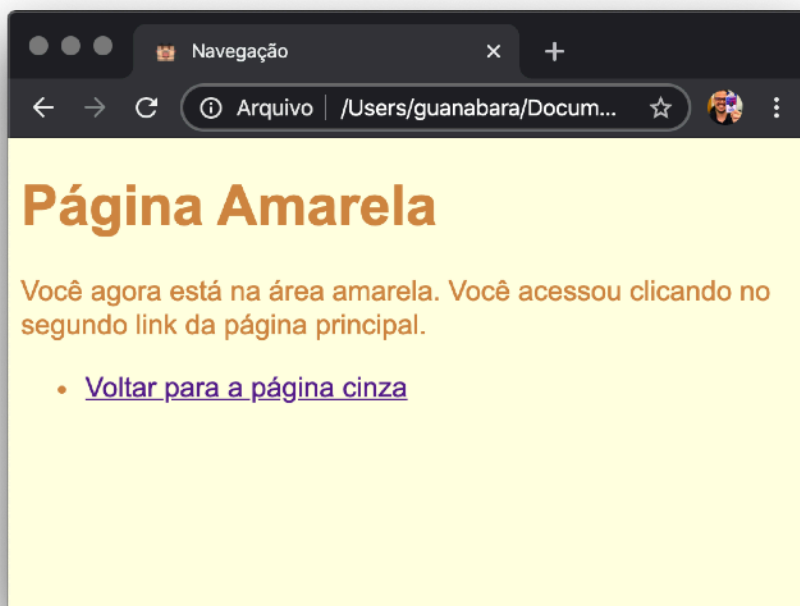 Navegação
Arquivo /Users/guanabara/Docum...
Página Amarela
Você agora está na área amarela. Você acessou clicando no
segundo link da página principal.
Voltar para a página cinza